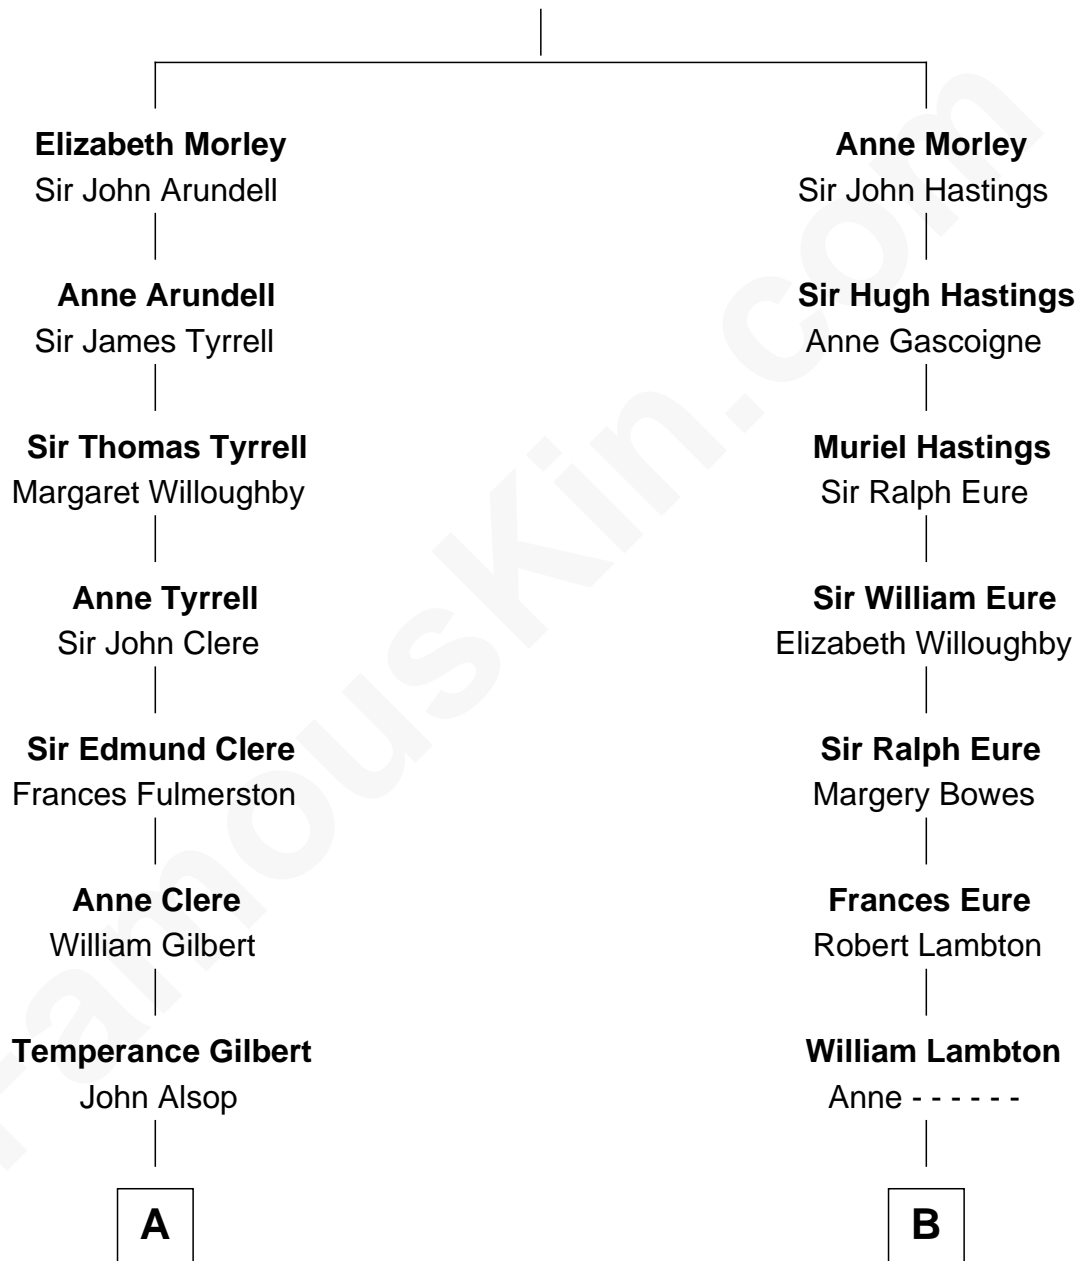 Elizabeth Morley
Sir John Arundell
Anne Arundell
Sir James Tyrrell
Sir Thomas Tyrrell
Margaret Willoughby
Anne Tyrrell
Sir John Clere
Sir Edmund Clere
Frances Fulmerston
Anne Clere
William Gilbert
Temperance Gilbert
John Alsop
A
Anne Morley
Sir John Hastings
Sir Hugh Hastings
Anne Gascoigne
Muriel Hastings
Sir Ralph Eure
Sir William Eure
Elizabeth Willoughby
Sir Ralph Eure
Margery Bowes
Frances Eure
Robert Lambton
William Lambton
Anne - - - - - -
B
FamousKin.com